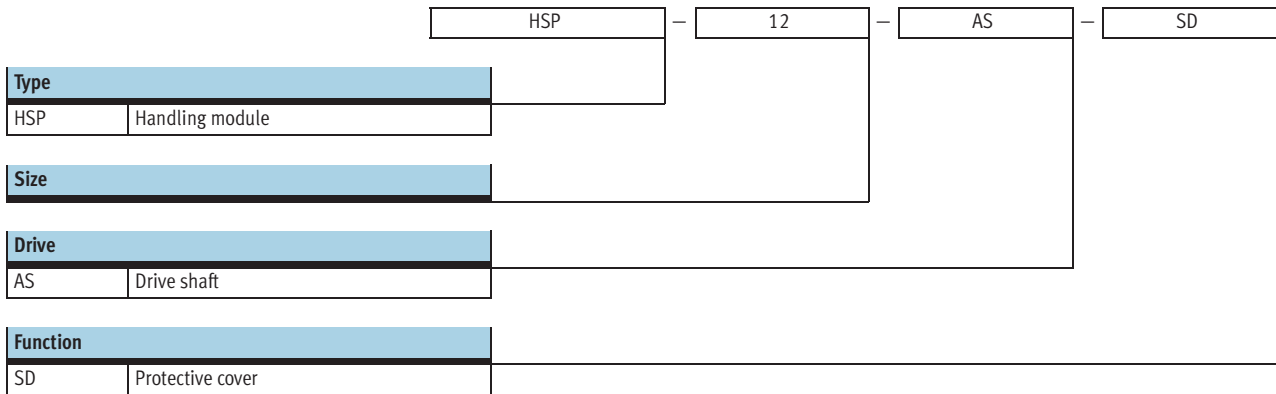 HSP – 12 – AS – SD
Type
HSP Handling module
Size
Drive
AS Drive shaft
Function
SD Protective cover